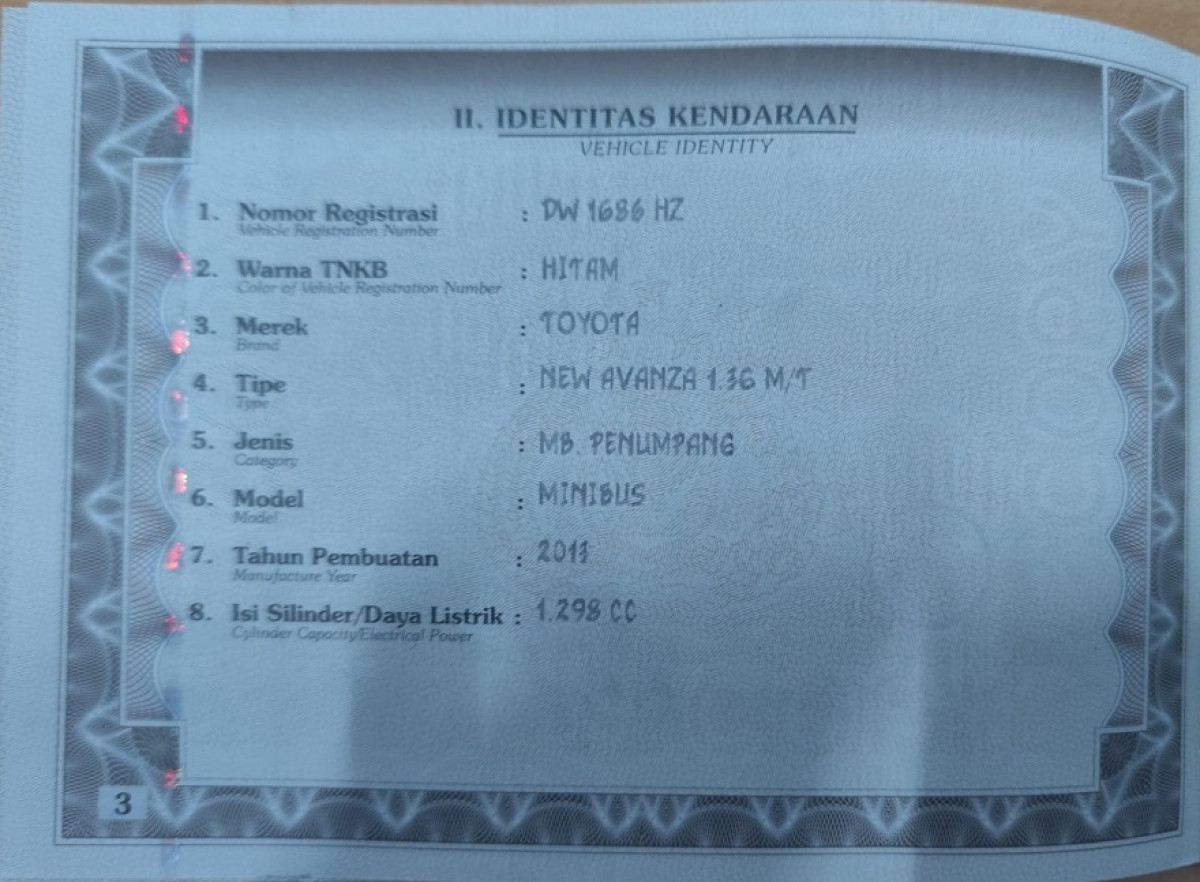 II. IDENTITAS KENDARAAN
VEHICLE IDENTITY
1. Nomor Registrasi : DW 1686 HZ
Vehicle Registration Number
2. Warna TNKB : HITAM
Color of Vehicle Registration Number
3. Merek : TOYOTA
Brand
4. Tipe : NEW AVANZA 1.3G M/T
Type
5. Jenis : MB. PENUMPANG
Category
6. Model : MINIBUS
Model
7. Tahun Pembuatan : 2011
Manufacture Year
8. Isi Silinder/Daya Listrik : 1.298 CC
Cylinder Capacity/Electrical Power
3